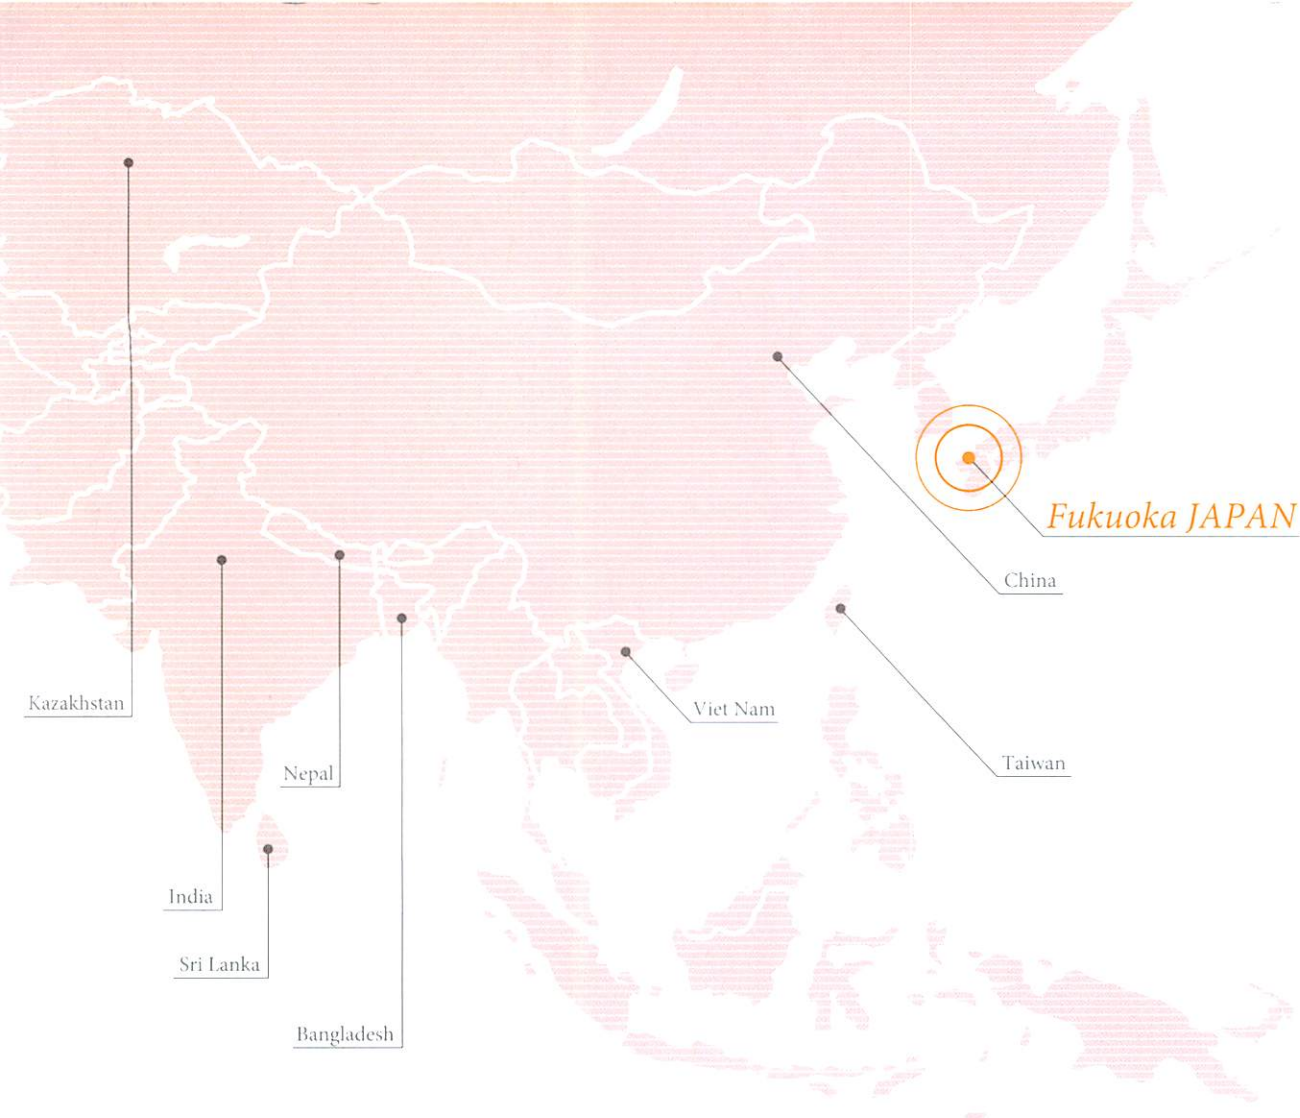 Fukuoka JAPAN
China
Kazakhstan
Viet Nam
Taiwan
Nepal
India
Sri Lanka
Bangladesh